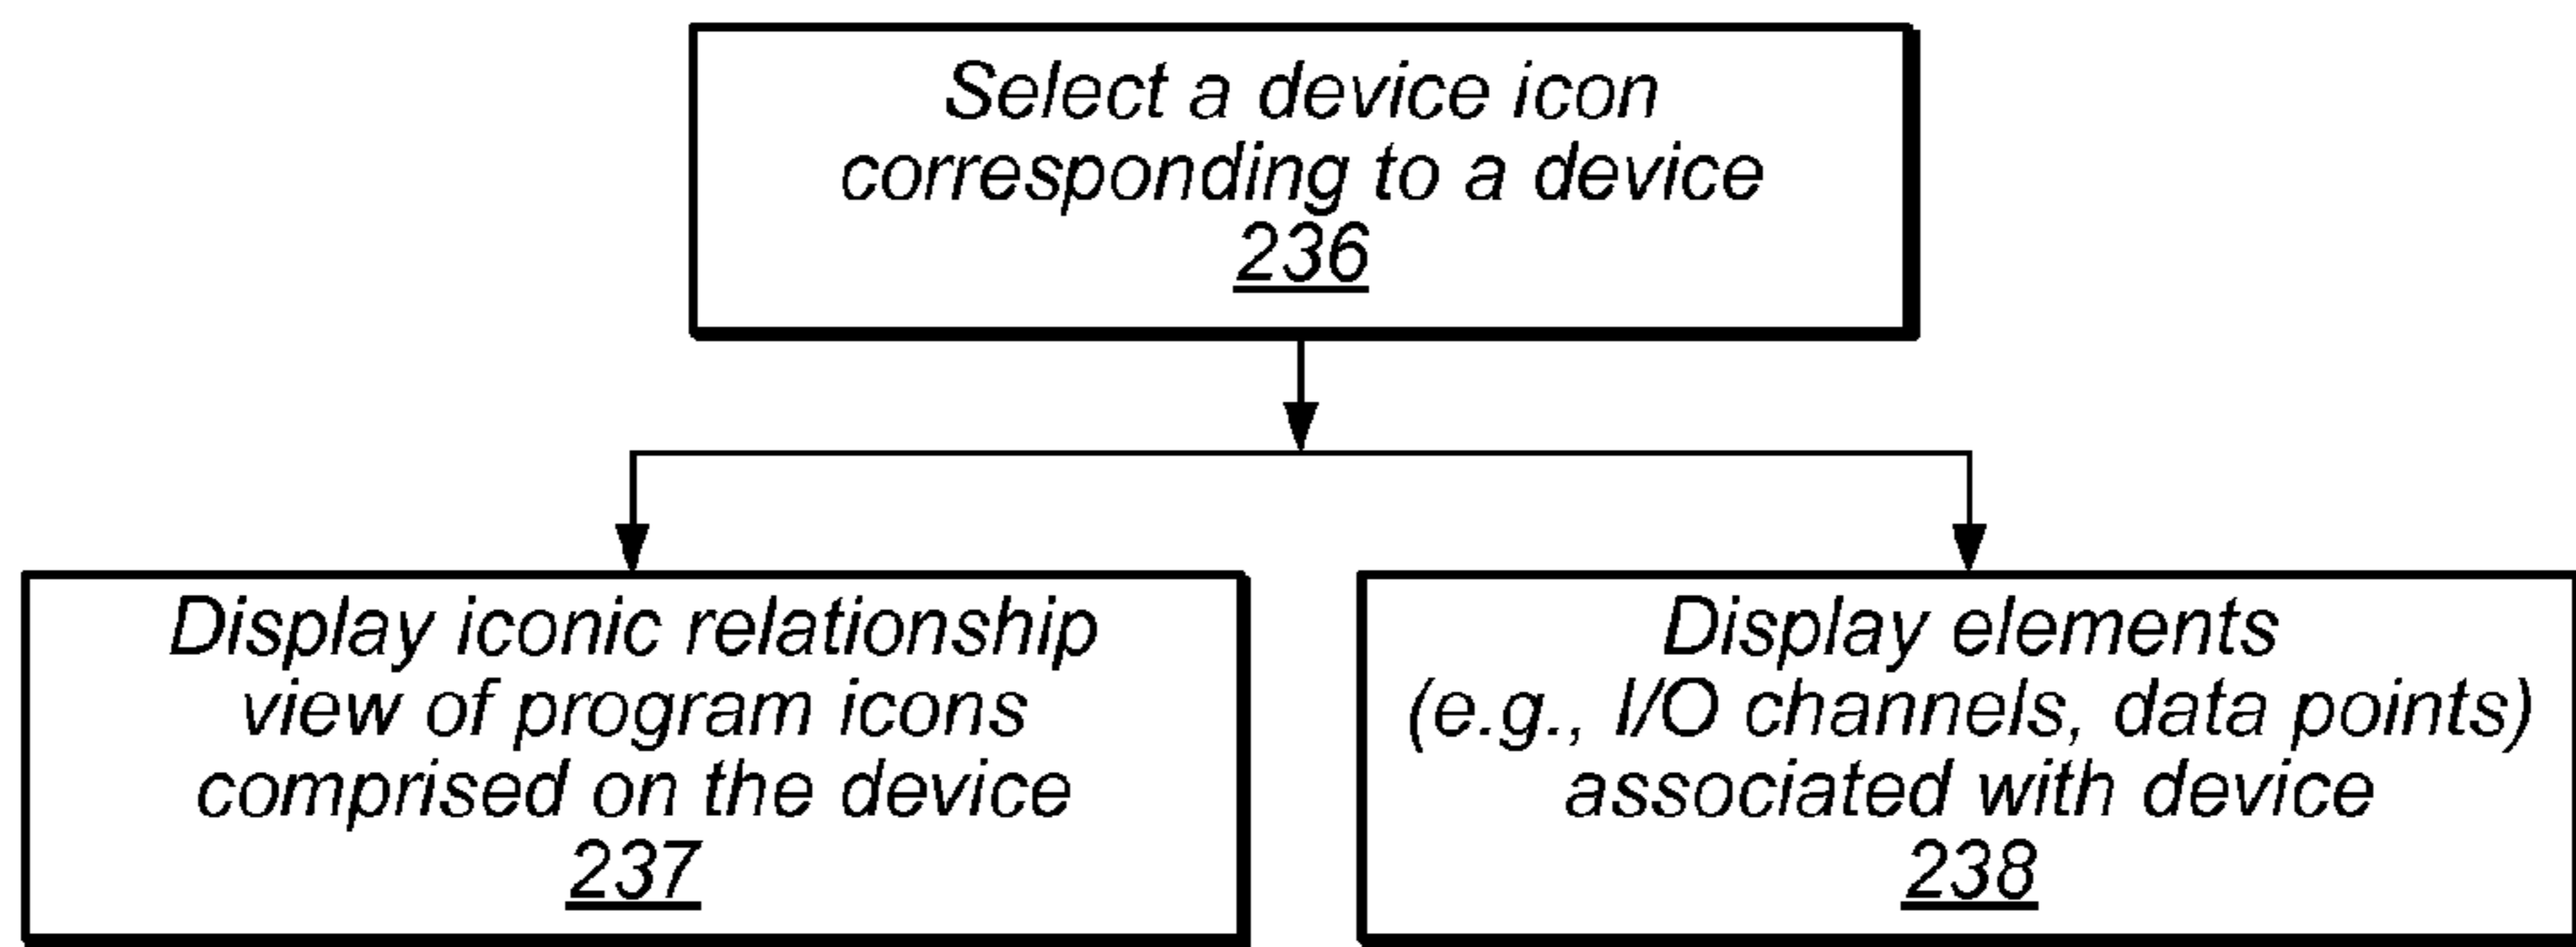 Select a device icon
corresponding to a device
236
Display iconic relationship
view of program icons
comprised on the device
237
Display elements
(e.g., I/O channels, data points)
associated with device
238